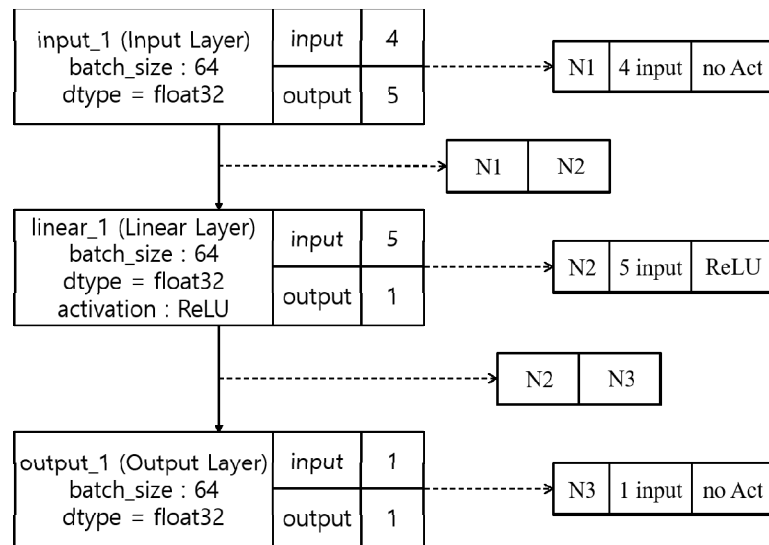 input_1 (Input Layer)
batch_size : 64
dtype = float32
input 4
output 5
N1 4 input no Act
N1 N2
linear_1 (Linear Layer)
batch_size : 64
dtype = float32
activation : ReLU
input 5
output 1
N2 5 input ReLU
N2 N3
output_1 (Output Layer)
batch_size : 64
dtype = float32
input 1
output 1
N3 1 input no Act